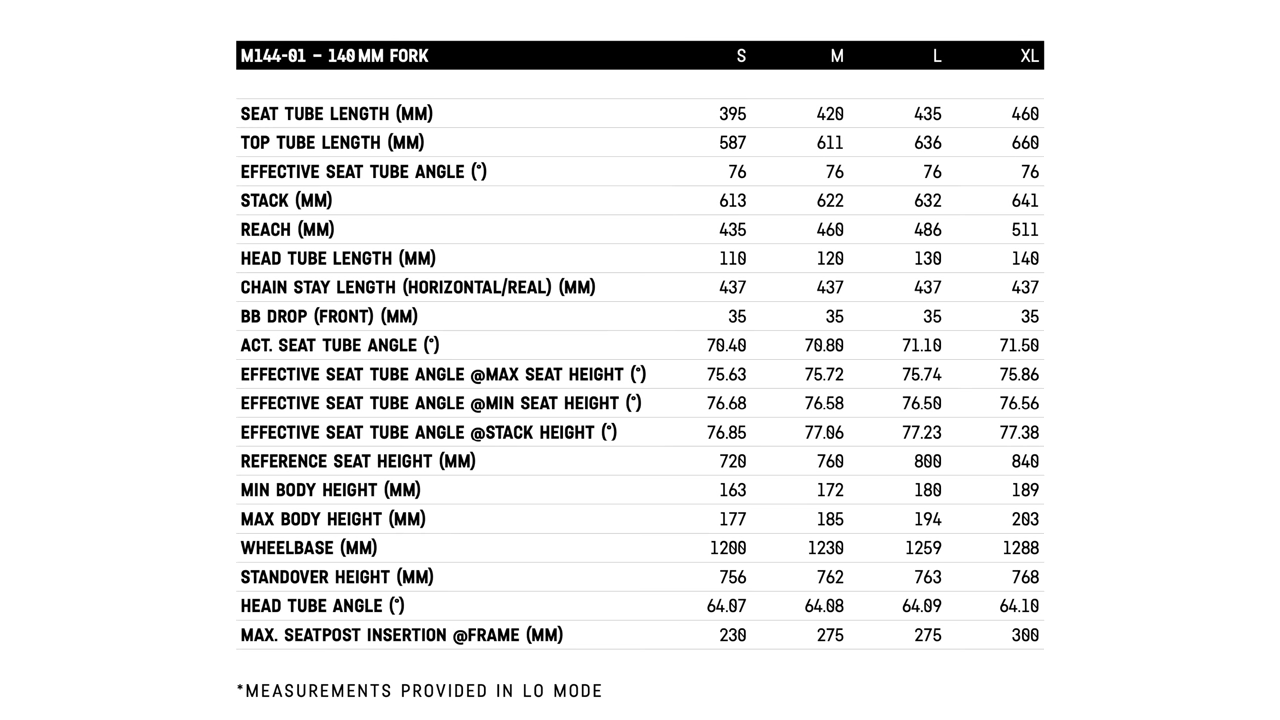 M144-01 – 140 MM FORK S M L XL
SEAT TUBE LENGTH (MM) 395 420 435 460
TOP TUBE LENGTH (MM) 587 611 636 660
EFFECTIVE SEAT TUBE ANGLE (°) 76 76 76 76
STACK (MM) 613 622 632 641
REACH (MM) 435 460 486 511
HEAD TUBE LENGTH (MM) 110 120 130 140
CHAIN STAY LENGTH (HORIZONTAL/REAL) (MM) 437 437 437 437
BB DROP (FRONT) (MM) 35 35 35 35
ACT. SEAT TUBE ANGLE (°) 70.40 70.80 71.10 71.50
EFFECTIVE SEAT TUBE ANGLE @MAX SEAT HEIGHT (°) 75.63 75.72 75.74 75.86
EFFECTIVE SEAT TUBE ANGLE @MIN SEAT HEIGHT (°) 76.68 76.58 76.50 76.56
EFFECTIVE SEAT TUBE ANGLE @STACK HEIGHT (°) 76.85 77.06 77.23 77.38
REFERENCE SEAT HEIGHT (MM) 720 760 800 840
MIN BODY HEIGHT (MM) 163 172 180 189
MAX BODY HEIGHT (MM) 177 185 194 203
WHEELBASE (MM) 1200 1230 1259 1288
STANDOVER HEIGHT (MM) 756 762 763 768
HEAD TUBE ANGLE (°) 64.07 64.08 64.09 64.10
MAX. SEATPOST INSERTION @FRAME (MM) 230 275 275 300
*MEASUREMENTS PROVIDED IN LO MODE